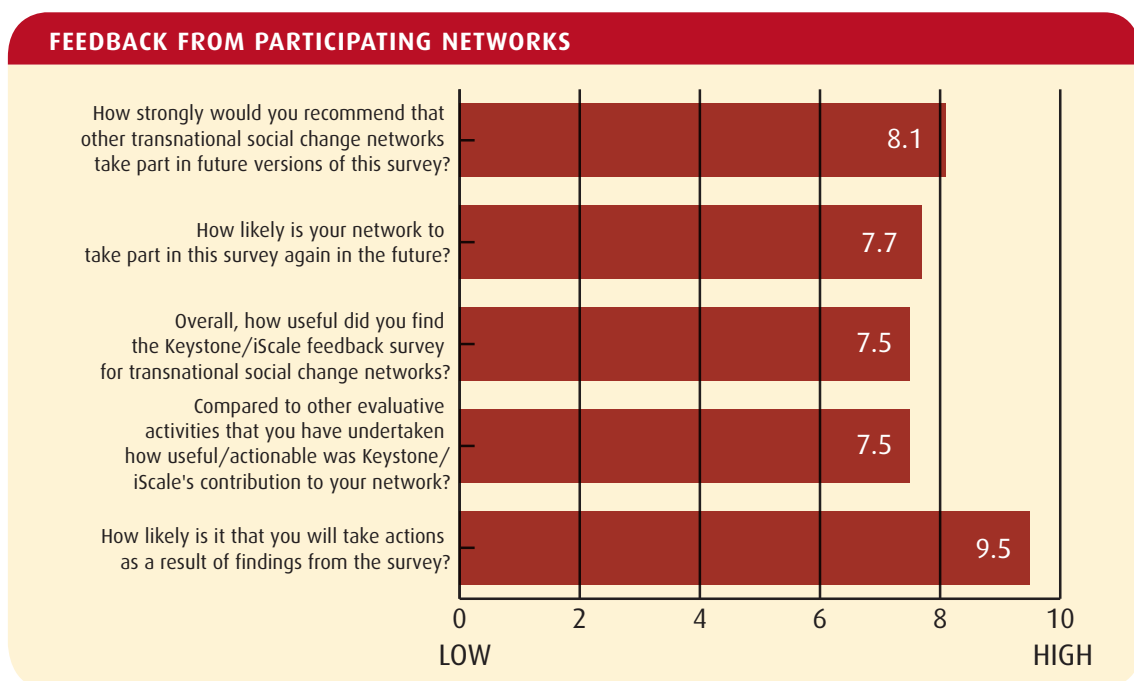 FEEDBACK FROM PARTICIPATING NETWORKS
How strongly would you recommend that
other transnational social change networks
take part in future versions of this survey?
8.1
How likely is your network to
take part in this survey again in the future?
7.7
Overall, how useful did you find
the Keystone/iScale feedback survey
for transnational social change networks?
7.5
Compared to other evaluative
activities that you have undertaken
how useful/actionable was Keystone/
iScale's contribution to your network?
7.5
How likely is it that you will take actions
as a result of findings from the survey?
9.5
0 2 4 6 8 10
LOW HIGH